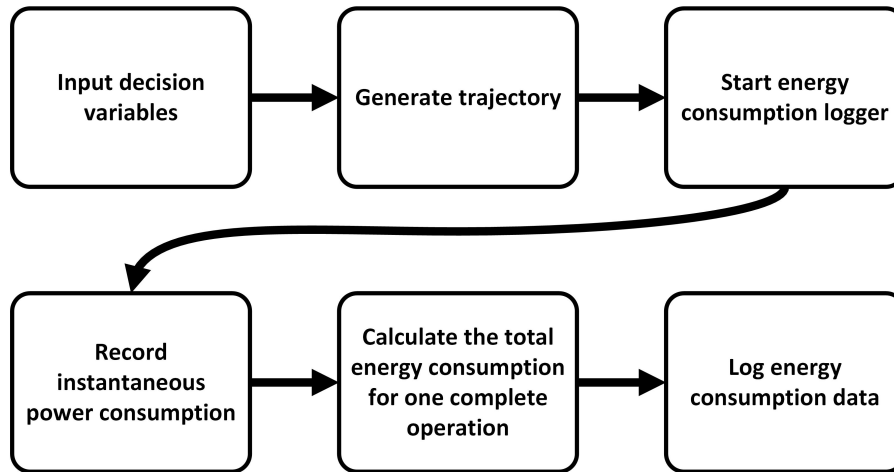 Input decision
variables
Generate trajectory
Start energy
consumption logger
Record
instantaneous
power consumption
Calculate the total
energy consumption
for one complete
operation
Log energy
consumption data